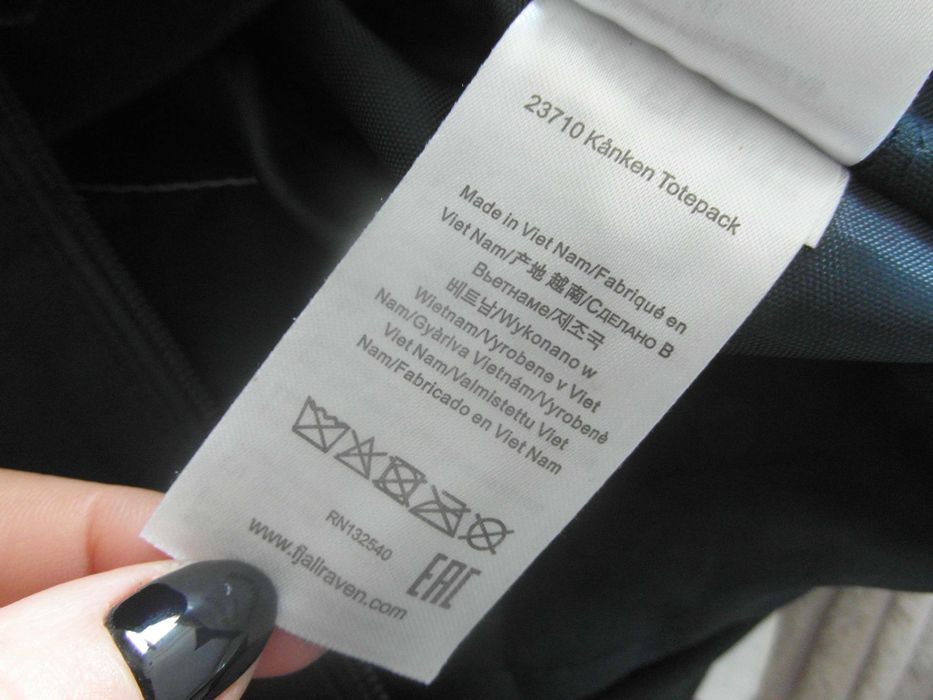 23710 Kånken Totepack
Made in Viet Nam/Fabriqué en
Viet Nam/产地 越南/СДЕЛАНО В
Вьетнаме/제조국
베트남/Wykonano w
Wietnam/Vyrobene v Viet
Nam/Gyàrlva Vietnám/Vyrobené
Viet Nam/Valmistettu Viet
Nam/Fabricado en Viet Nam
RN132540
www.fjallraven.com
EAC